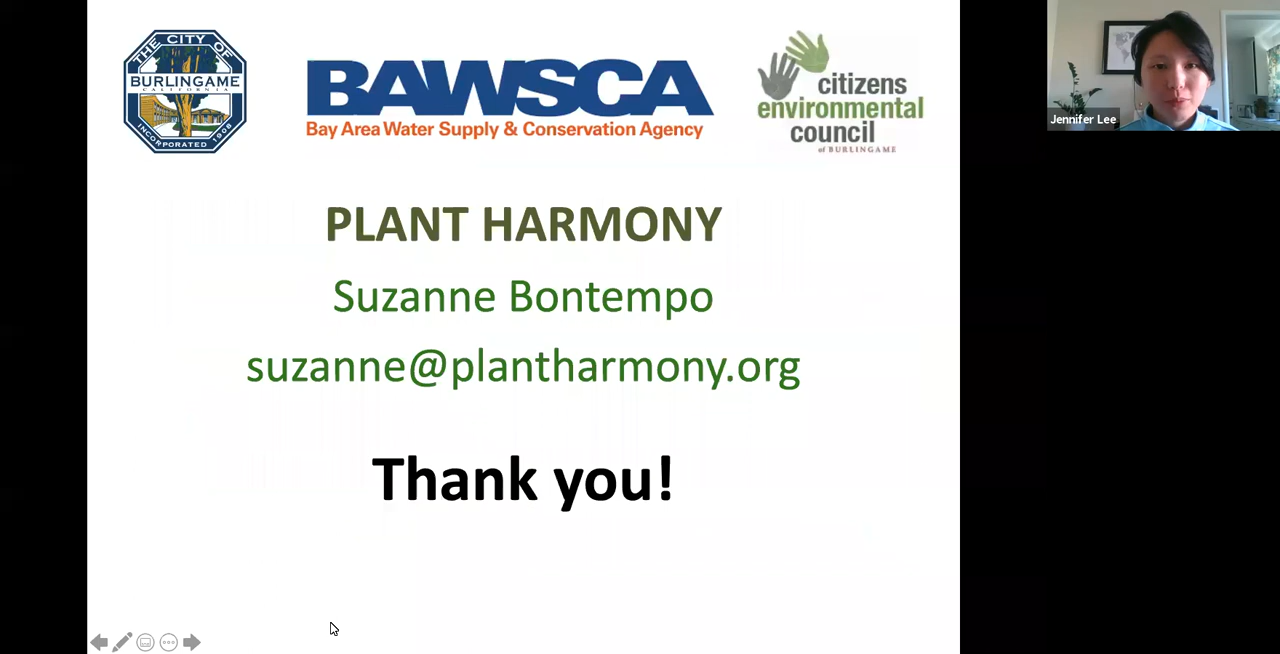 THE CITY OF
BURLINGAME
CALIFORNIA
INCORPORATED 1908
BAWSCA
Bay Area Water Supply & Conservation Agency
citizens
environmental
council
of BURLINGAME
Jennifer Lee
PLANT HARMONY
Suzanne Bontempo
suzanne@plantharmony.org
Thank you!